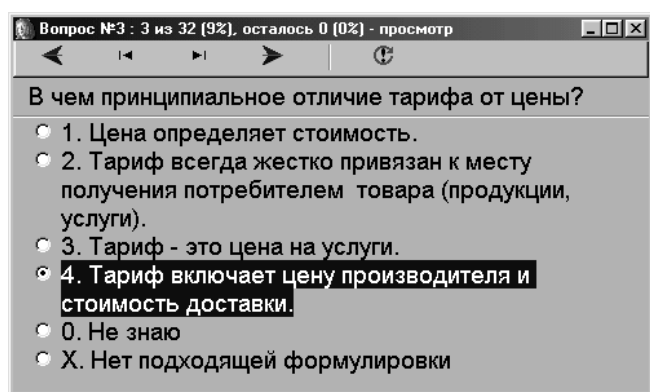 Вопрос №3 : 3 из 32 (9%), осталось 0 (0%) - просмотр
В чем принципиальное отличие тарифа от цены?
1. Цена определяет стоимость.
2. Тариф всегда жестко привязан к месту
получения потребителем товара (продукции,
услуги).
3. Тариф - это цена на услуги.
4. Тариф включает цену производителя и
стоимость доставки.
0. Не знаю
X. Нет подходящей формулировки